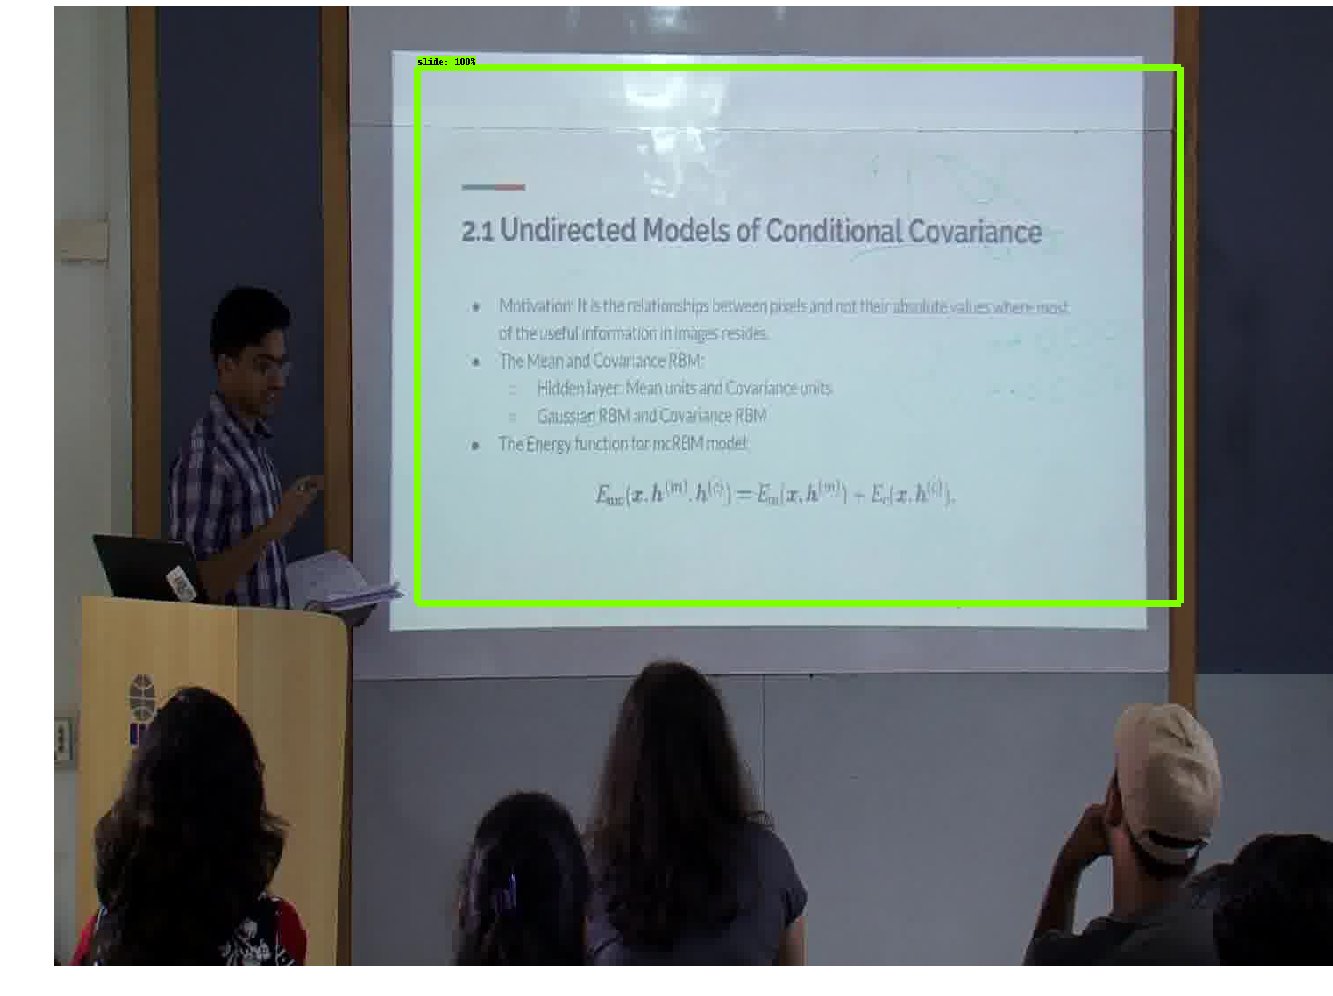 slide: 100%
2.1 Undirected Models of Conditional Covariance
● Motivation: It is the relationships between pixels and not their absolute values where most
of the useful information in images resides.
● The Mean and Covariance RBM:
○ Hidden layer: Mean units and Covariance units
○ Gaussian RBM and Covariance RBM
● The Energy function for mcRBM model:
E_mc(x, h^(m), h^(c)) = E_m(x, h^(m)) + E_c(x, h^(c)).